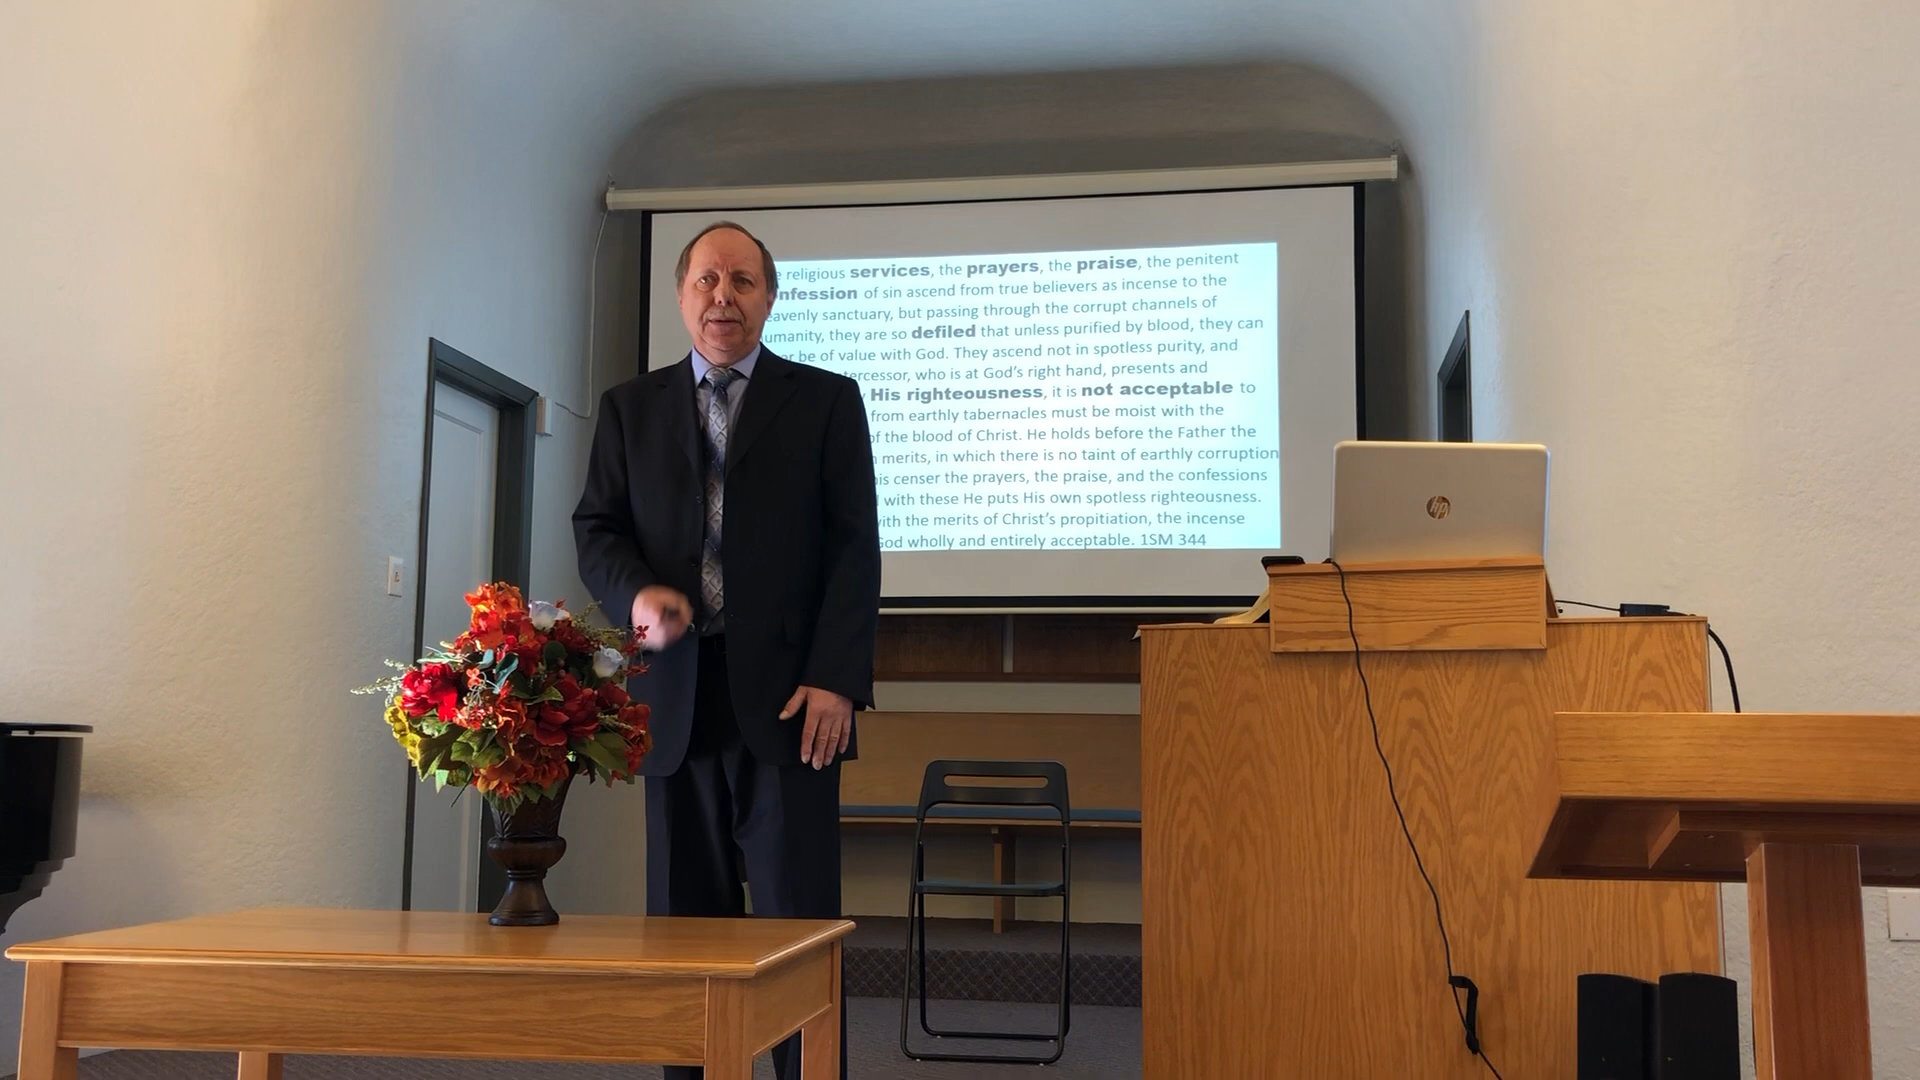 religious services, the prayers, the praise, the penitent
of sin ascend from true believers as incense to the
sanctuary, but passing through the corrupt channels of
they are so defiled that unless purified by blood, they can
be of value with God. They ascend not in spotless purity, and
who is at God's right hand, presents and
His righteousness, it is not acceptable to
from earthly tabernacles must be moist with the
of the blood of Christ. He holds before the Father the
merits, in which there is no taint of earthly corruption
censer the prayers, the praise, and the confessions
with these He puts His own spotless righteousness.
with the merits of Christ's propitiation, the incense
God wholly and entirely acceptable. 1SM 344
hp